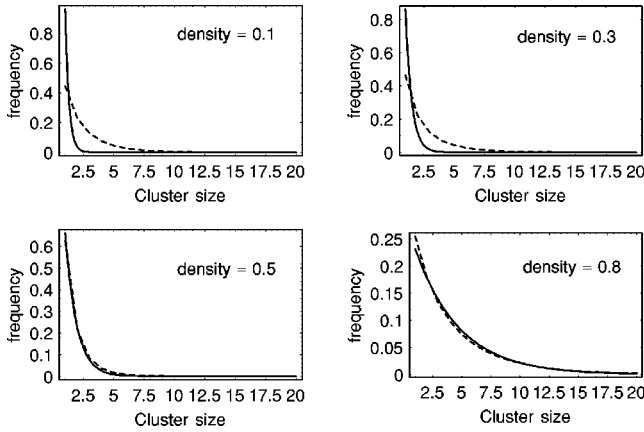 frequency
0.8
0.6
0.4
0.2
0
density = 0.1
2.5 5 7.5 10 12.5 15 17.5 20
Cluster size
frequency
0.8
0.6
0.4
0.2
0
density = 0.3
2.5 5 7.5 10 12.5 15 17.5 20
Cluster size
frequency
0.6
0.5
0.4
0.3
0.2
0.1
0
density = 0.5
2.5 5 7.5 10 12.5 15 17.5 20
Cluster size
frequency
0.25
0.2
0.15
0.1
0.05
0
density = 0.8
2.5 5 7.5 10 12.5 15 17.5 20
Cluster size